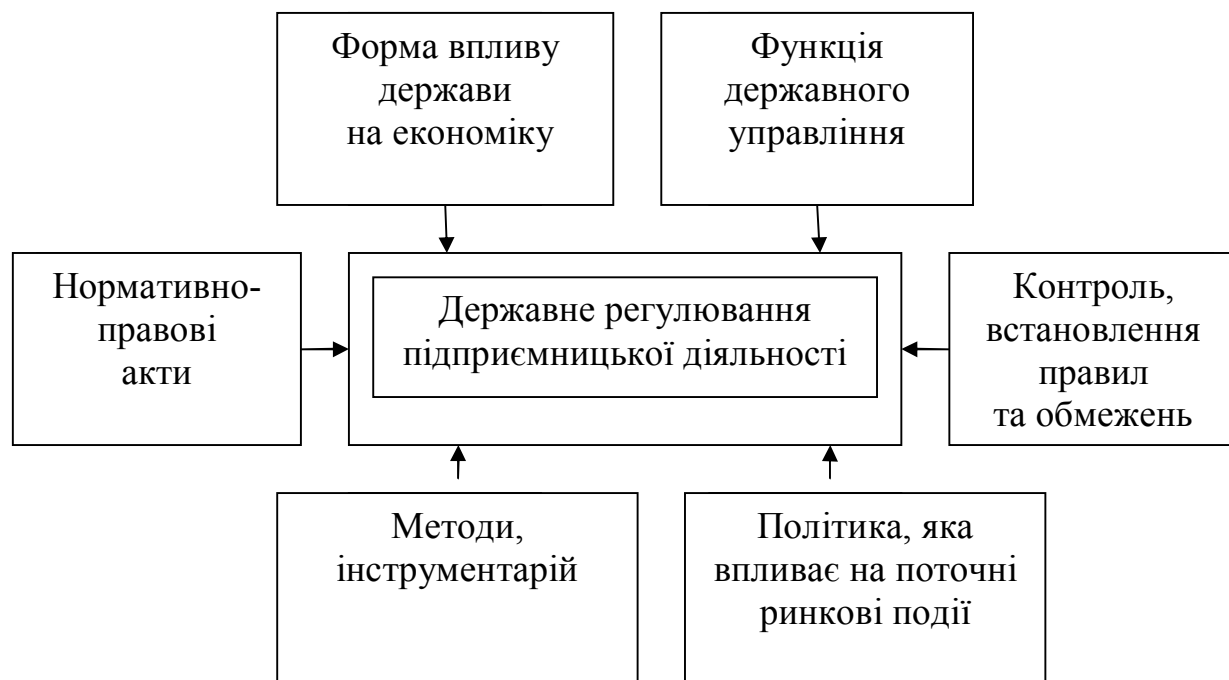 Форма впливу
держави
на економіку
Функція
державного
управління
Нормативно-
правові
акти
Державне регулювання
підприємницької діяльності
Контроль,
встановлення
правил
та обмежень
Методи,
інструментарій
Політика, яка
впливає на поточні
ринкові події